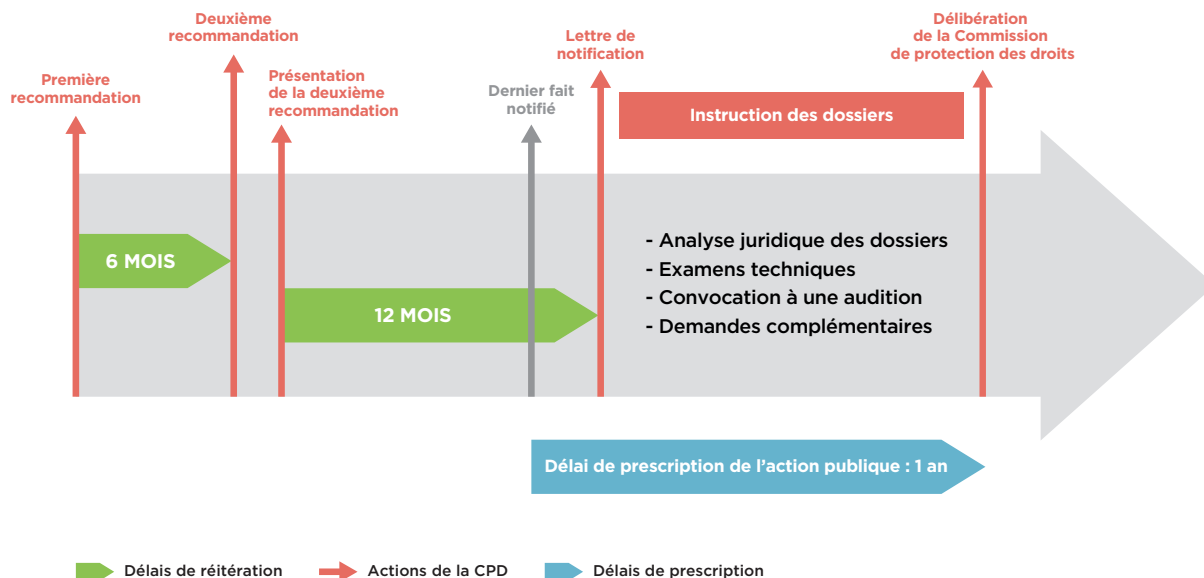 Première
recommandation
Deuxième
recommandation
Présentation
de la deuxième
recommandation
Dernier fait
notifié
Lettre de
notification
Délibération
de la Commission
de protection des droits
Instruction des dossiers
6 MOIS
12 MOIS
- Analyse juridique des dossiers
- Examens techniques
- Convocation à une audition
- Demandes complémentaires
Délai de prescription de l’action publique : 1 an
Délais de réitération
Actions de la CPD
Délais de prescription